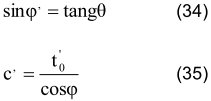 sinφ' = tangθ (34)
c' = t'₀ / cosφ (35)